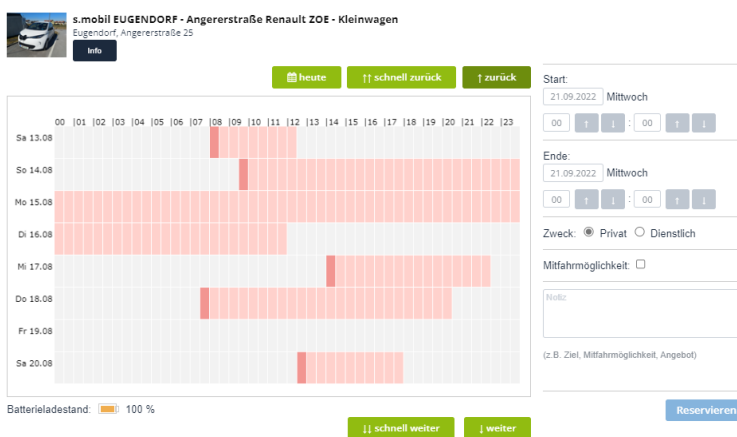 s.mobil EUGENDORF - Angererstraße Renault ZOE - Kleinwagen
Eugendorf, Angererstraße 25
Info
heute
↑↑ schnell zurück
↑ zurück
00 |01 |02 |03 |04 |05 |06 |07 |08 |09 |10 |11 |12 |13 |14 |15 |16 |17 |18 |19 |20 |21 |22 |23
Sa 13.08
So 14.08
Mo 15.08
Di 16.08
Mi 17.08
Do 18.08
Fr 19.08
Sa 20.08
Batterieladestand: 100 %
↓↓ schnell weiter
↓ weiter
Start:
21.09.2022 Mittwoch
00 ↑ ↓ : 00 ↑ ↓
Ende:
21.09.2022 Mittwoch
00 ↑ ↓ : 00 ↑ ↓
Zweck: Privat Dienstlich
Mitfahrmöglichkeit:
Notiz
(z.B. Ziel, Mitfahrmöglichkeit, Angebot)
Reservieren